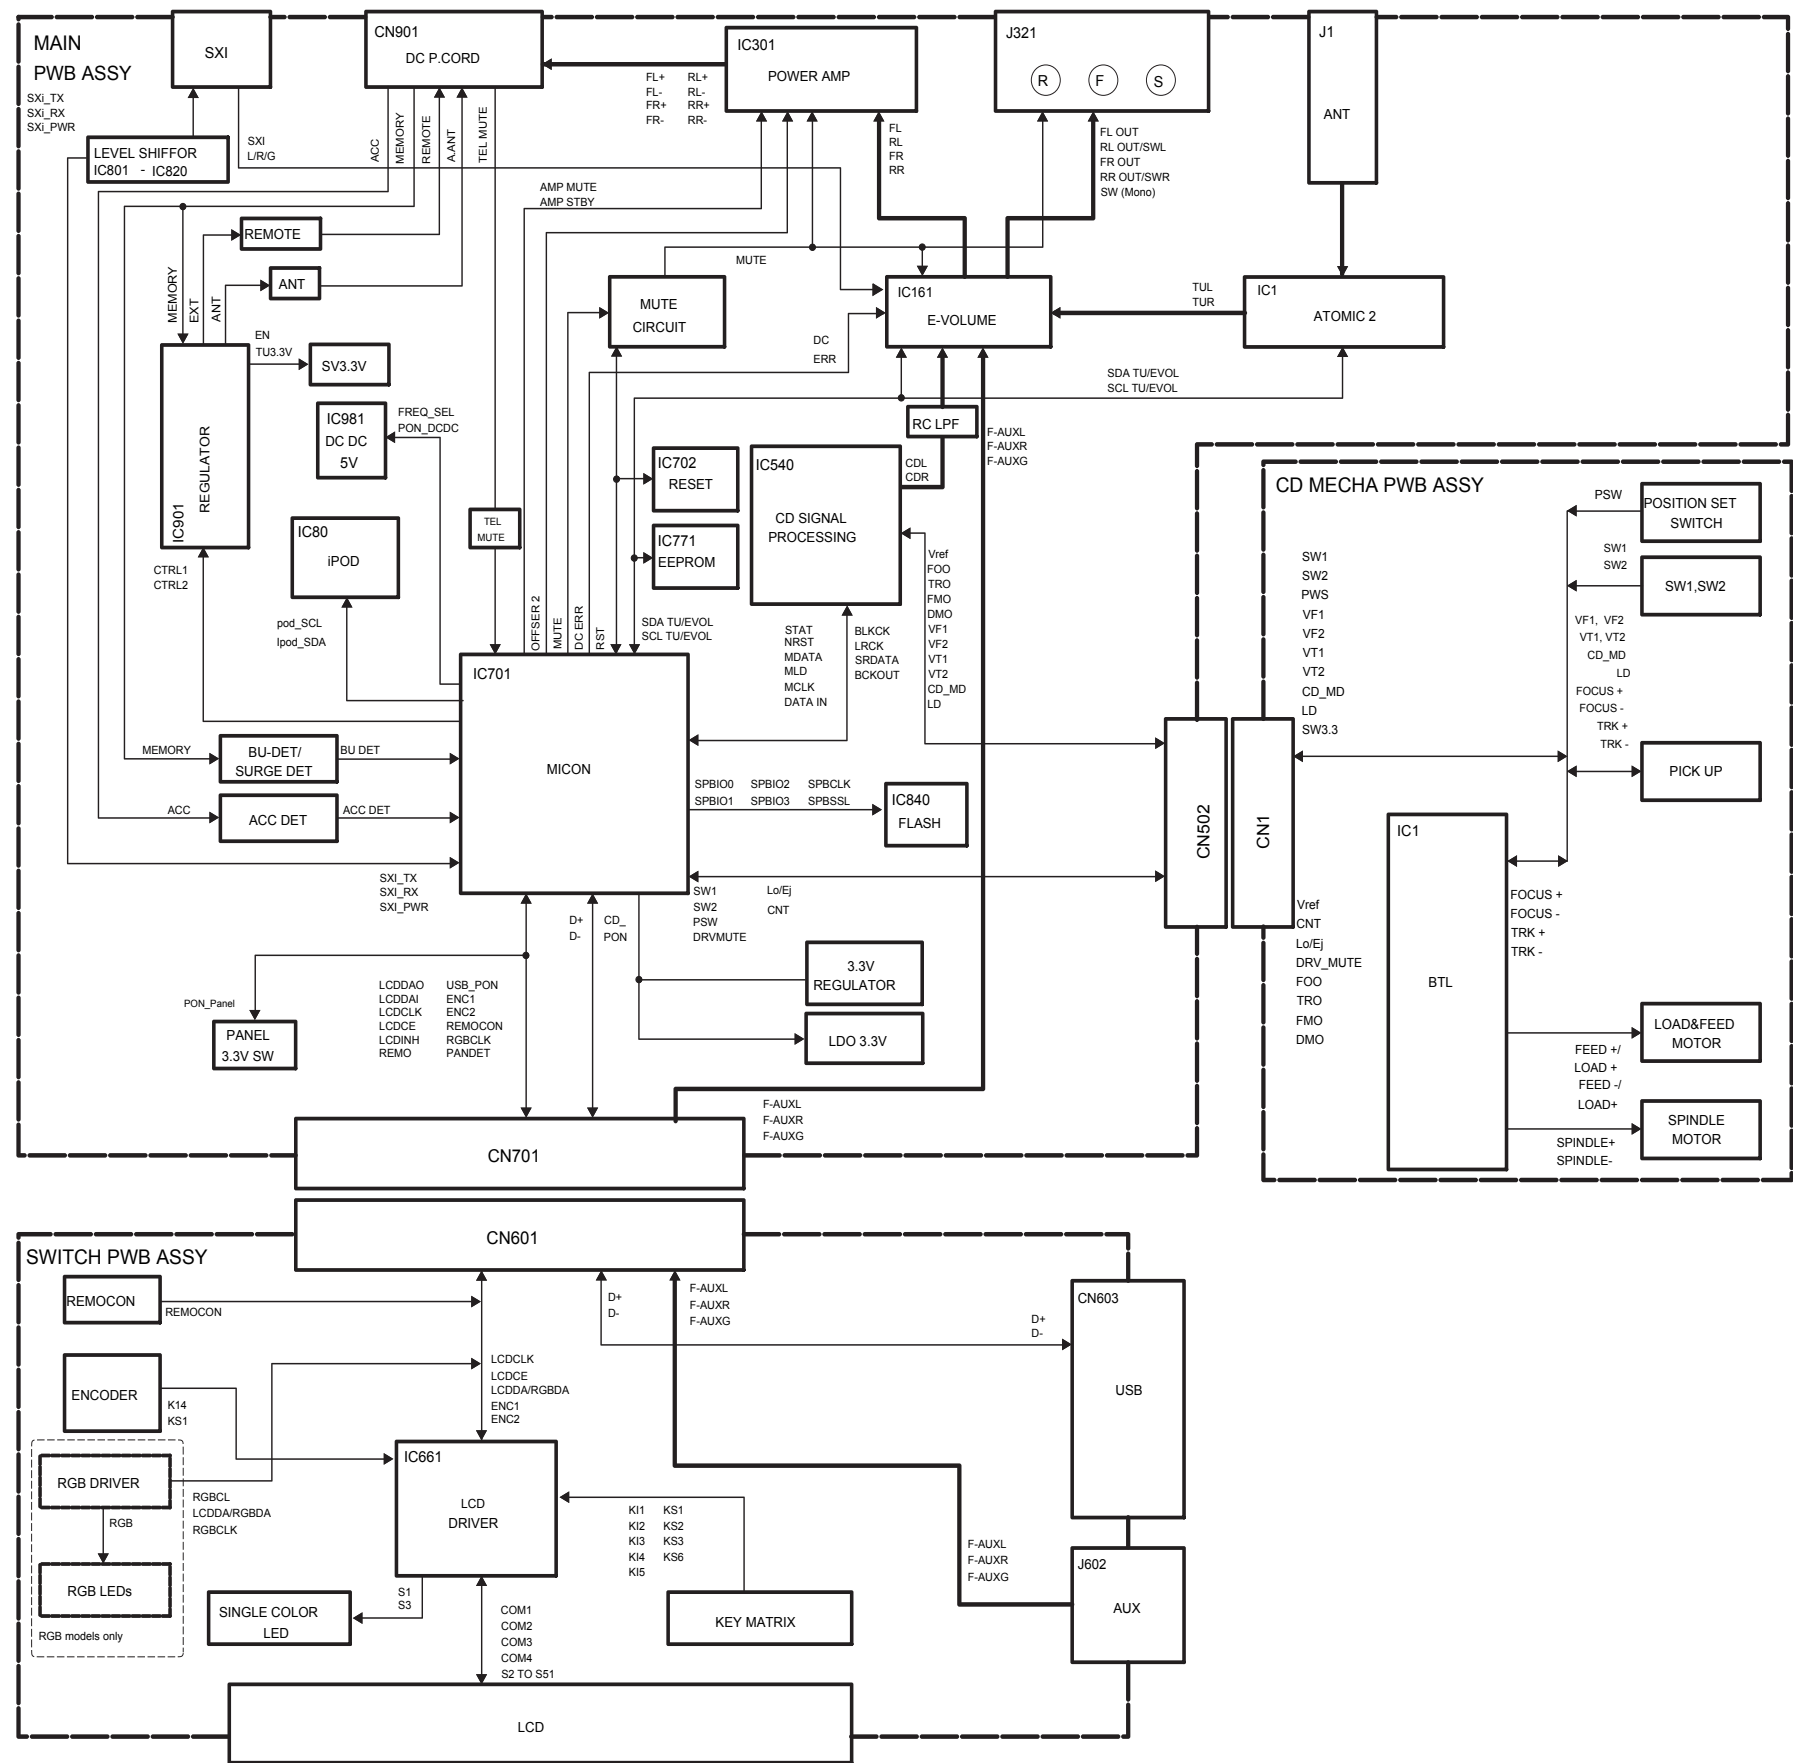 MAIN
PWB ASSY
SXi_TX
SXi_RX
SXi_PWR
SXI
CN901
DC P.CORD
IC301
POWER AMP
J321
R
F
S
J1
ANT
FL+ RL+
FL- RL-
FR+ RR+
FR- RR-
LEVEL SHIFFOR
IC801 - IC820
SXI
L/R/G
ACC
MEMORY
REMOTE
A.ANT
TEL MUTE
AMP MUTE
AMP STBY
FL
RL
FR
RR
FL OUT
RL OUT/SWL
FR OUT
RR OUT/SWR
SW (Mono)
REMOTE
ANT
MEMORY
EXT
ANT
MUTE
MUTE
CIRCUIT
IC161
E-VOLUME
TUL
TUR
IC1
ATOMIC 2
EN
TU3.3V
SV3.3V
DC
ERR
SDA TU/EVOL
SCL TU/EVOL
IC901
REGULATOR
IC981
DC DC
5V
FREQ_SEL
PON_DCDC
RC LPF
F-AUXL
F-AUXR
F-AUXG
IC702
RESET
IC540
CD SIGNAL
PROCESSING
CDL
CDR
IC80
iPOD
TEL
MUTE
IC771
EEPROM
CTRL1
CTRL2
pod_SCL
Ipod_SDA
OFFSER 2
MUTE
DC ERR
RST
SDA TU/EVOL
SCL TU/EVOL
STAT
NRST
MDATA
MLD
MCLK
DATA IN
BLKCK
LRCK
SRDATA
BCKOUT
Vref
FOO
TRO
FMO
DMO
VF1
VF2
VT1
VT2
CD_MD
LD
IC701
MICON
MEMORY
BU-DET/
SURGE DET
BU DET
ACC
ACC DET
ACC DET
SPBIO0 SPBIO2 SPBCLK
SPBIO1 SPBIO3 SPBSSL
IC840
FLASH
SXI_TX
SXI_RX
SXI_PWR
SW1 Lo/Ej
SW2
CNT
PSW
DRVMUTE
D+
D-
CD_
PON
3.3V
REGULATOR
LDO 3.3V
PON_Panel
PANEL
3.3V SW
LCDDAO USB_PON
LCDDAI ENC1
LCDCLK ENC2
LCDCE REMOCON
LCDINH RGBCLK
REMO PANDET
F-AUXL
F-AUXR
F-AUXG
CN701
CN502
CN1
CD MECHA PWB ASSY
SW1
SW2
PWS
VF1
VF2
VT1
VT2
CD_MD
LD
SW3.3
PSW
POSITION SET
SWITCH
SW1
SW2
SW1,SW2
VF1, VF2
VT1, VT2
CD_MD
LD
FOCUS +
FOCUS -
TRK +
TRK -
PICK UP
IC1
BTL
FOCUS +
FOCUS -
TRK +
TRK -
Vref
CNT
Lo/Ej
DRV_MUTE
FOO
TRO
FMO
DMO
LOAD&FEED
MOTOR
FEED +/
LOAD +
FEED -/
LOAD+
SPINDLE
MOTOR
SPINDLE+
SPINDLE-
CN601
SWITCH PWB ASSY
REMOCON
REMOCON
D+
D-
F-AUXL
F-AUXR
F-AUXG
CN603
USB
D+
D-
ENCODER
K14
KS1
LCDCLK
LCDCE
LCDDA/RGBDA
ENC1
ENC2
RGB DRIVER
RGB
RGBCL
LCDDA/RGBDA
RGBCLK
RGB LEDs
RGB models only
IC661
LCD
DRIVER
KI1 KS1
KI2 KS2
KI3 KS3
KI4 KS6
KI5
F-AUXL
F-AUXR
F-AUXG
J602
AUX
SINGLE COLOR
LED
S1
S3
COM1
COM2
COM3
COM4
S2 TO S51
KEY MATRIX
LCD